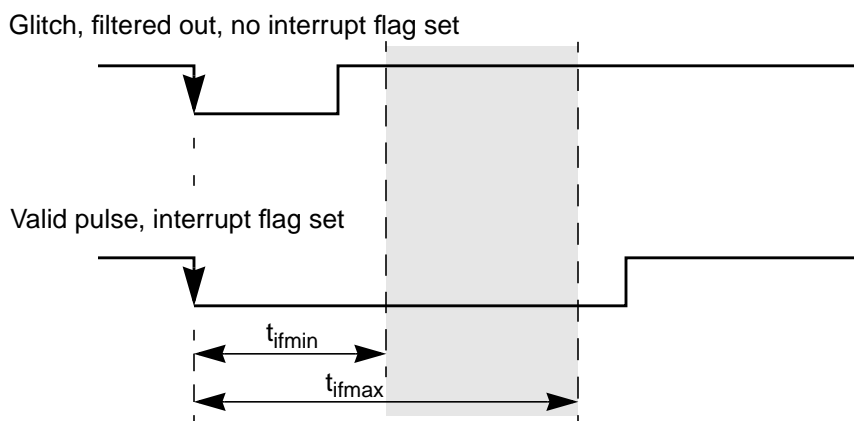 Glitch, filtered out, no interrupt flag set
Valid pulse, interrupt flag set
tifmin
tifmax